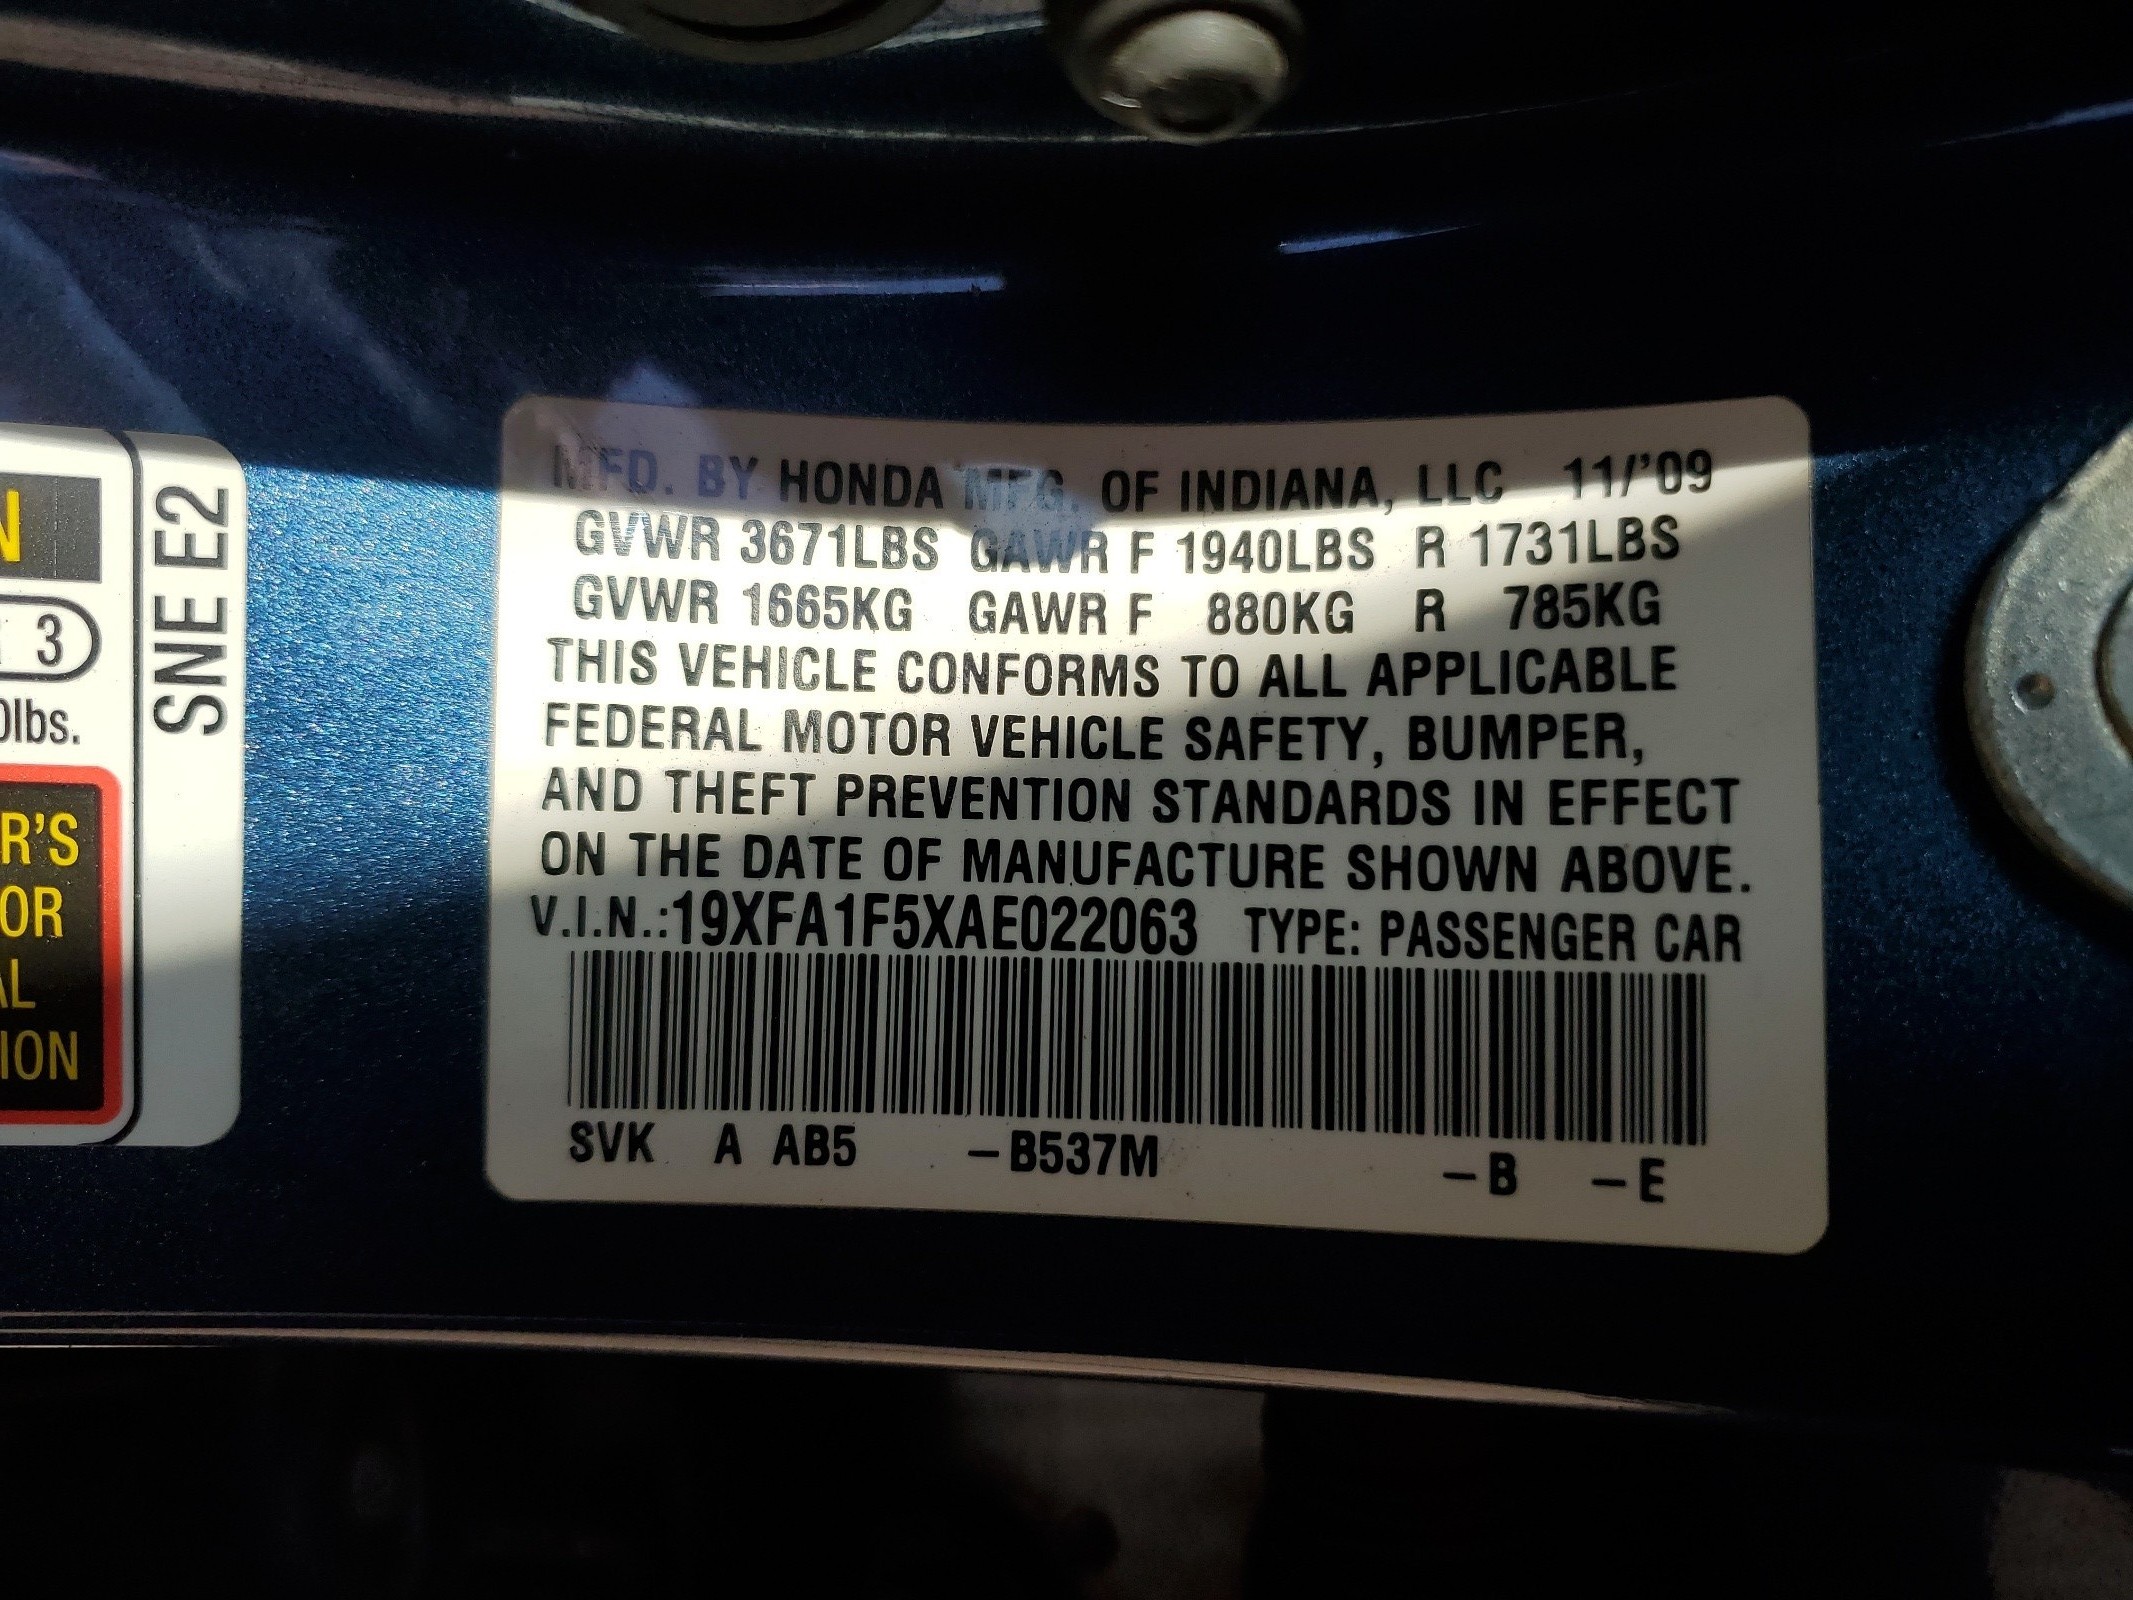 N
3
0lbs.
R'S
OR
AL
ION
SNE E2
MFD. BY HONDA MFG. OF INDIANA, LLC 11/'09
GVWR 3671LBS GAWR F 1940LBS R 1731LBS
GVWR 1665KG GAWR F 880KG R 785KG
THIS VEHICLE CONFORMS TO ALL APPLICABLE
FEDERAL MOTOR VEHICLE SAFETY, BUMPER,
AND THEFT PREVENTION STANDARDS IN EFFECT
ON THE DATE OF MANUFACTURE SHOWN ABOVE.
V.I.N.:19XFA1F5XAE022063 TYPE: PASSENGER CAR
SVK A AB5 –B537M –B –E